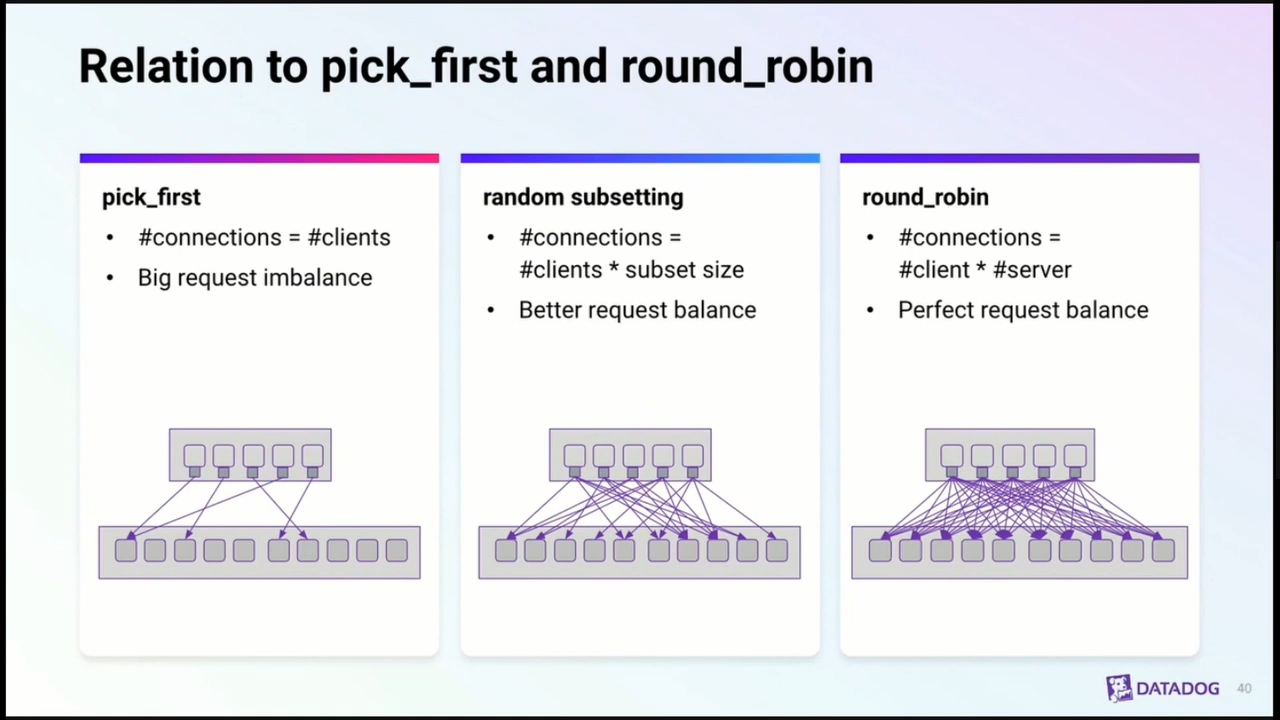 Relation to pick_first and round_robin
pick_first
• #connections = #clients
• Big request imbalance
random subsetting
• #connections =
#clients * subset size
• Better request balance
round_robin
• #connections =
#client * #server
• Perfect request balance
DATADOG
40